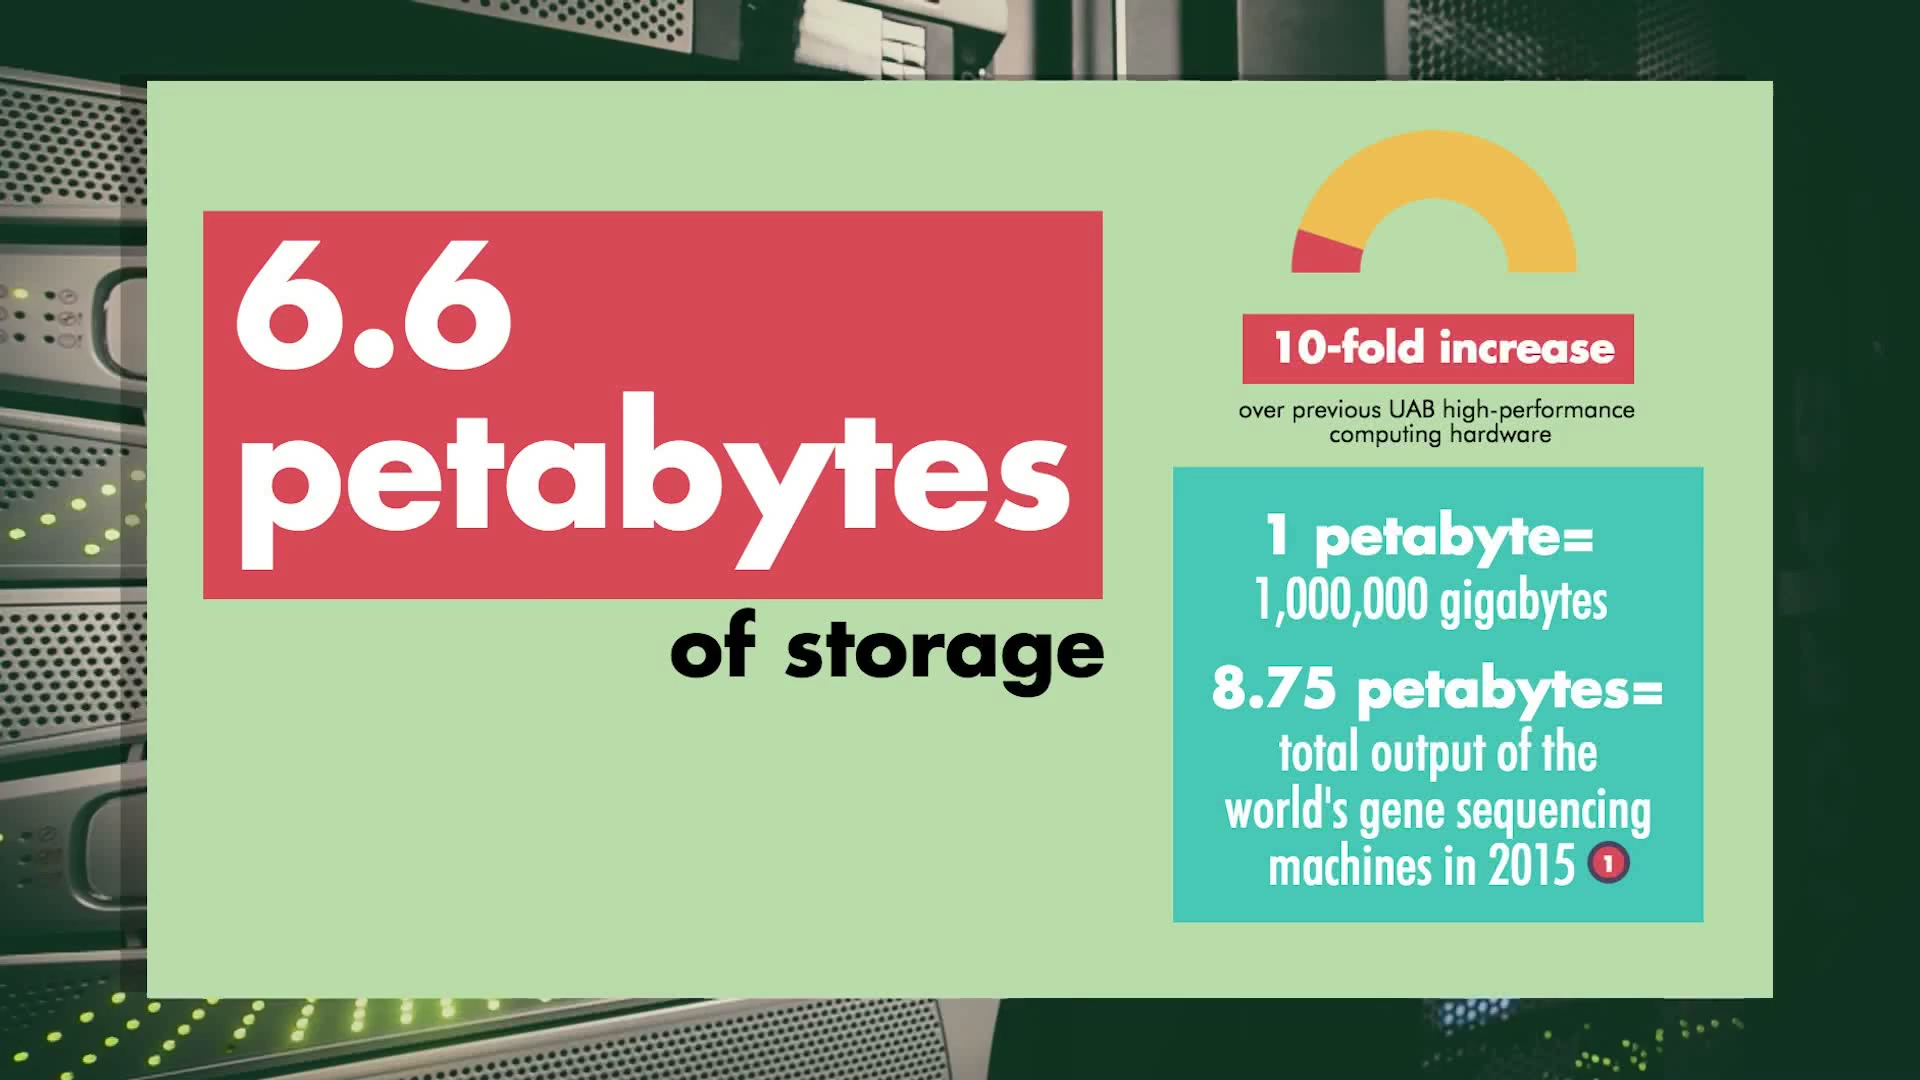 6.6
petabytes
of storage
10-fold increase
over previous UAB high-performance
computing hardware
1 petabyte=
1,000,000 gigabytes
8.75 petabytes=
total output of the
world's gene sequencing
machines in 2015 1